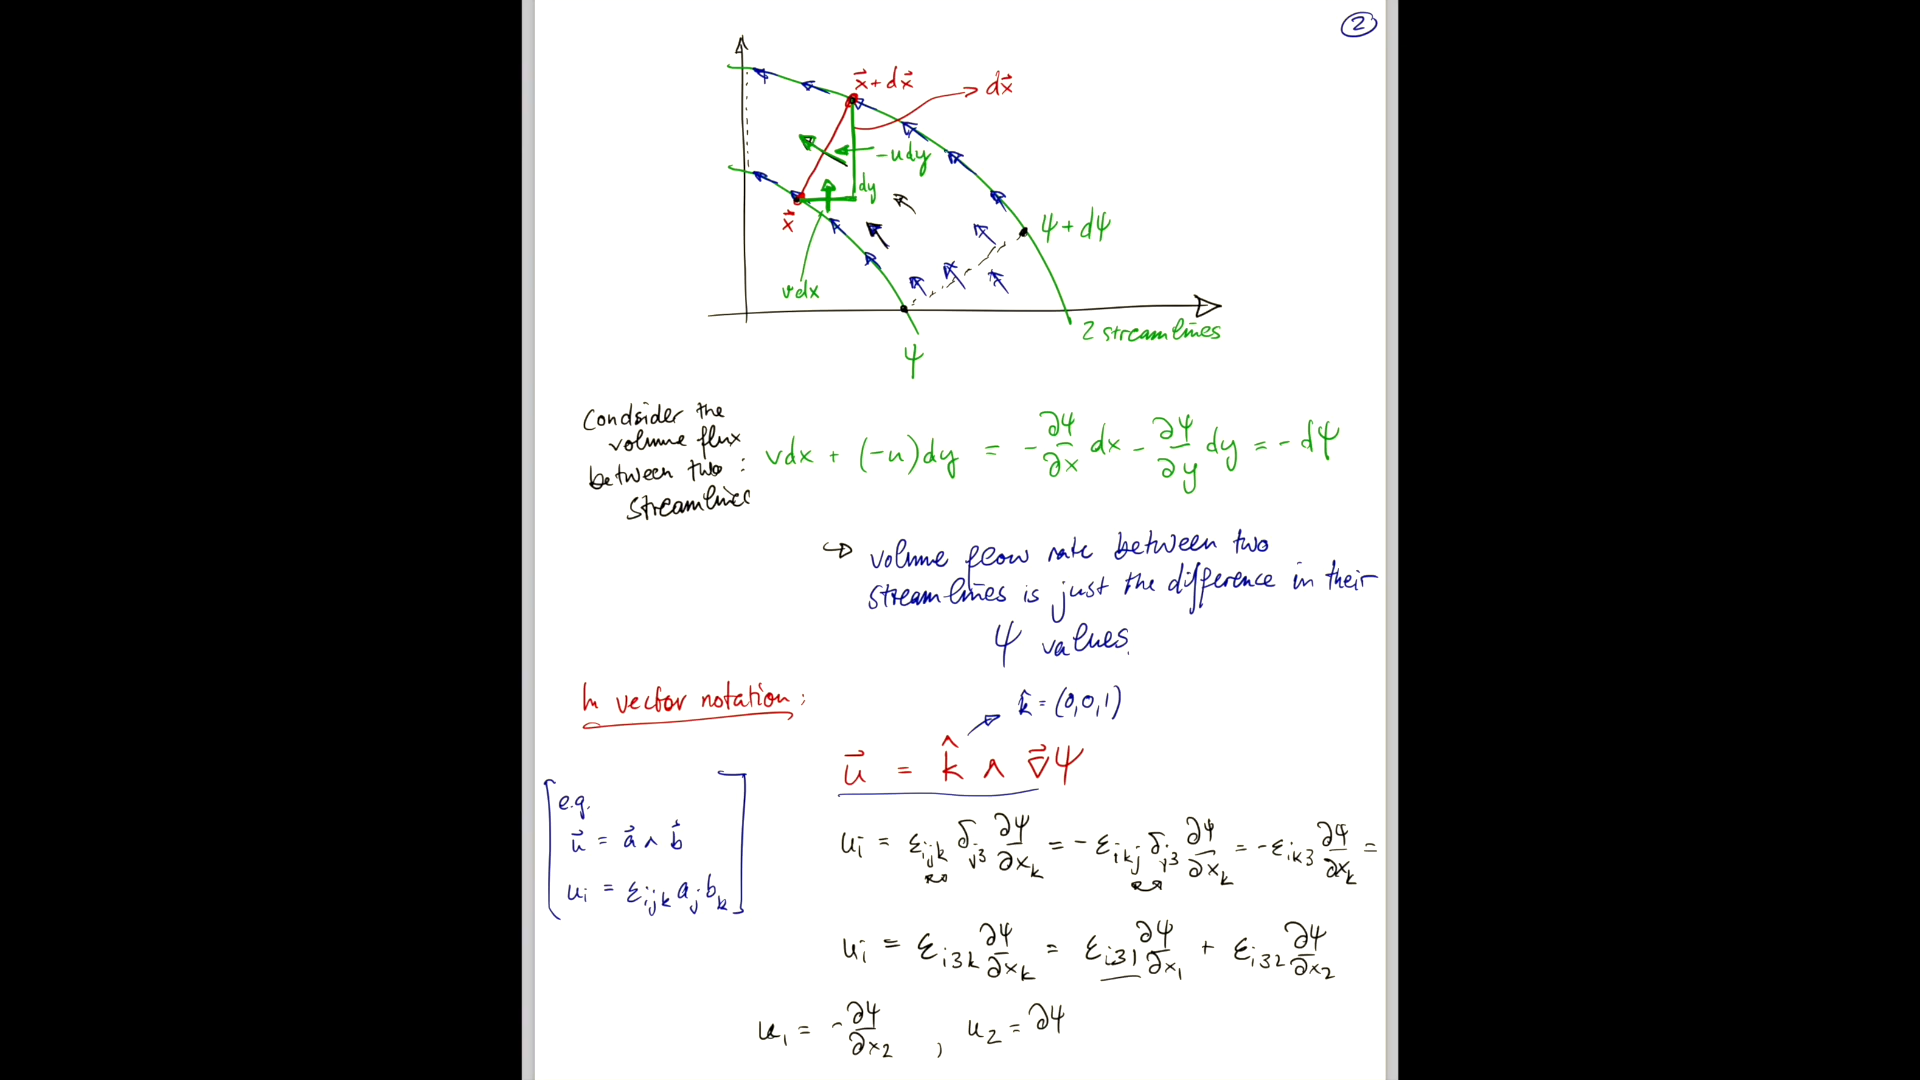 2
x⃗ + dx⃗
dx⃗
-udy
dy
x⃗
vdx
ψ + dψ
2 streamlines
ψ
Condsider the
volume flux
between two :
streamlines
vdx + (-u)dy = - ∂ψ/∂x dx - ∂ψ/∂y dy = - dψ
↪ volume flow rate between two
streamlines is just the difference in their
ψ values.
In vector notation:
k̂ = (0,0,1)
u⃗ = k̂ ∧ ∇⃗ψ
e.g.
u⃗ = a⃗ ∧ b⃗
uᵢ = εᵢⱼₖ aⱼ bₖ
uᵢ = εᵢⱼₖ δⱼ₃ ∂ψ/∂xₖ = - εᵢₖⱼ δⱼ₃ ∂ψ/∂xₖ = - εᵢₖ₃ ∂ψ/∂xₖ =
uᵢ = εᵢ₃ₖ ∂ψ/∂xₖ = εᵢ₃₁ ∂ψ/∂x₁ + εᵢ₃₂ ∂ψ/∂x₂
u₁ = - ∂ψ/∂x₂ , u₂ = ∂ψ